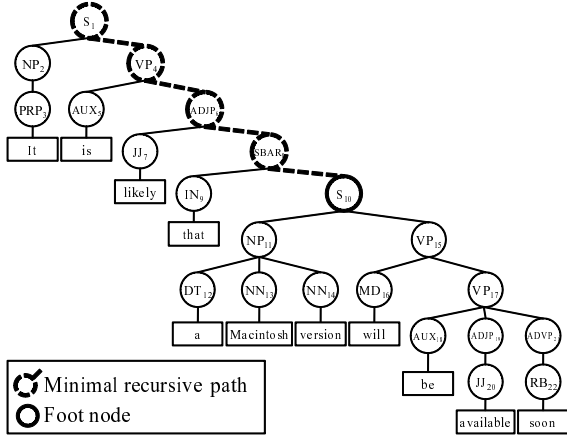 S1
NP2 VP4
PRP3 AUX5 ADJP
It is JJ7 SBAR
likely IN9 S10
that NP11 VP15
DT12 NN13 NN14 MD16 VP17
a Macintosh version will AUX18 ADJP19 ADVP2
be JJ20 RB22
available soon
Minimal recursive path
Foot node